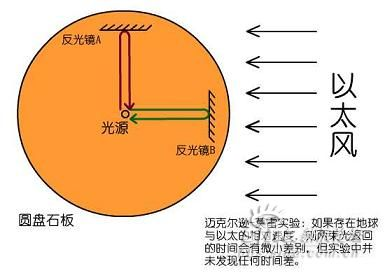 反光镜A
光源
反光镜B
以太风
圆盘石板
迈克尔逊-莫雷实验：如果存在地球
与以太的相对速度，则两束光返回
的时间会有微小差别，但实验中并
未发现任何时间差。